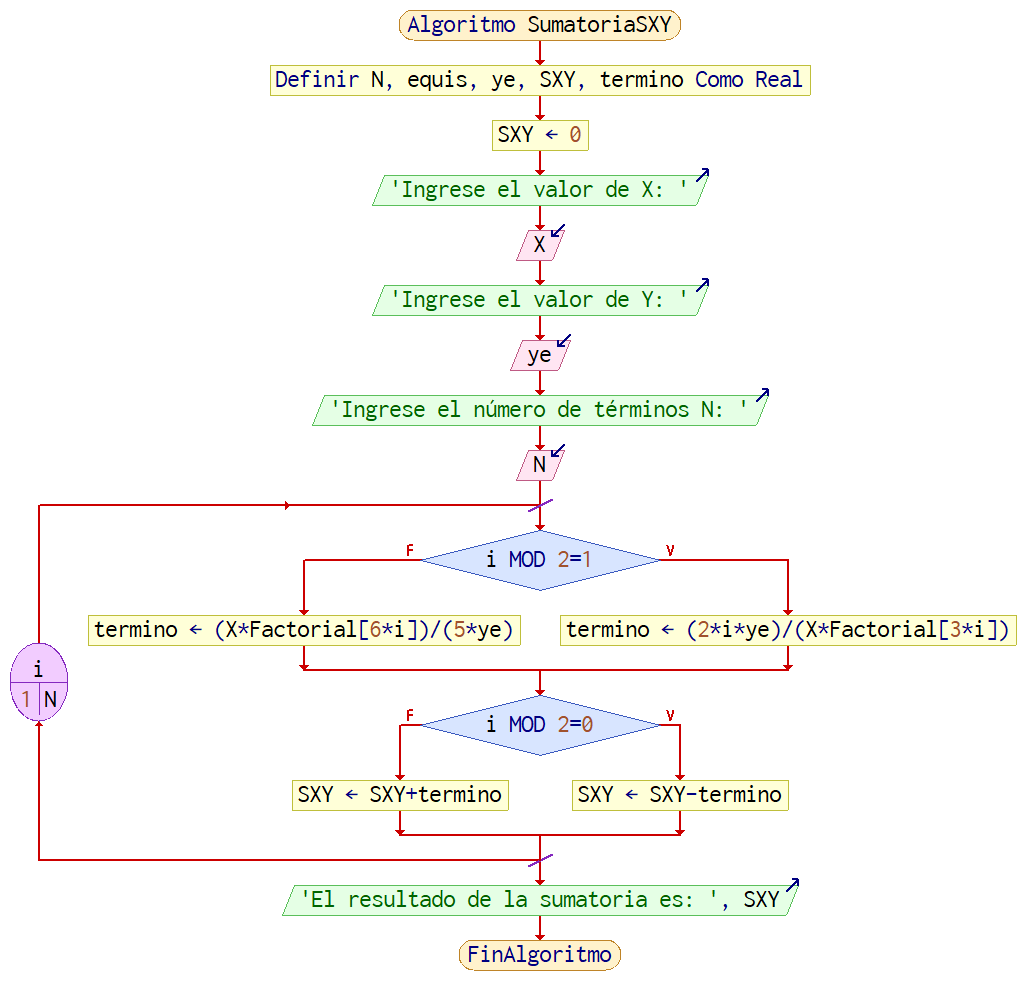 Algoritmo SumatoriaSXY
Definir N, equis, ye, SXY, termino Como Real
SXY ← 0
'Ingrese el valor de X: '
X
'Ingrese el valor de Y: '
ye
'Ingrese el número de términos N: '
N
F
i MOD 2=1
V
termino ← (X*Factorial[6*i])/(5*ye)
termino ← (2*i*ye)/(X*Factorial[3*i])
i
1 N
F
i MOD 2=0
V
SXY ← SXY+termino
SXY ← SXY-termino
'El resultado de la sumatoria es: ', SXY
FinAlgoritmo